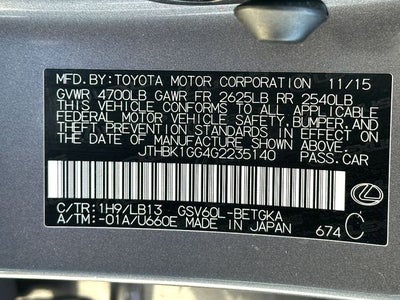 MFD.BY:TOYOTA MOTOR CORPORATION 11/15
GVWR 4700LB GAWR FR 2625LB RR 2540LB
THIS VEHICLE CONFORMS TO ALL APPLICABLE
FEDERAL MOTOR VEHICLE SAFETY,BUMPER,AND
THEFT PREVENTION STANDARDS IN EFFECT ON
THE DATE OF MANUFACTURE SHOWN ABOVE.
JTHBK1GG4G2235140 PASS.CAR
C/TR:1H9/LB13 GSV60L-BETGKA
A/TM:-01A/U660E MADE IN JAPAN 674 C